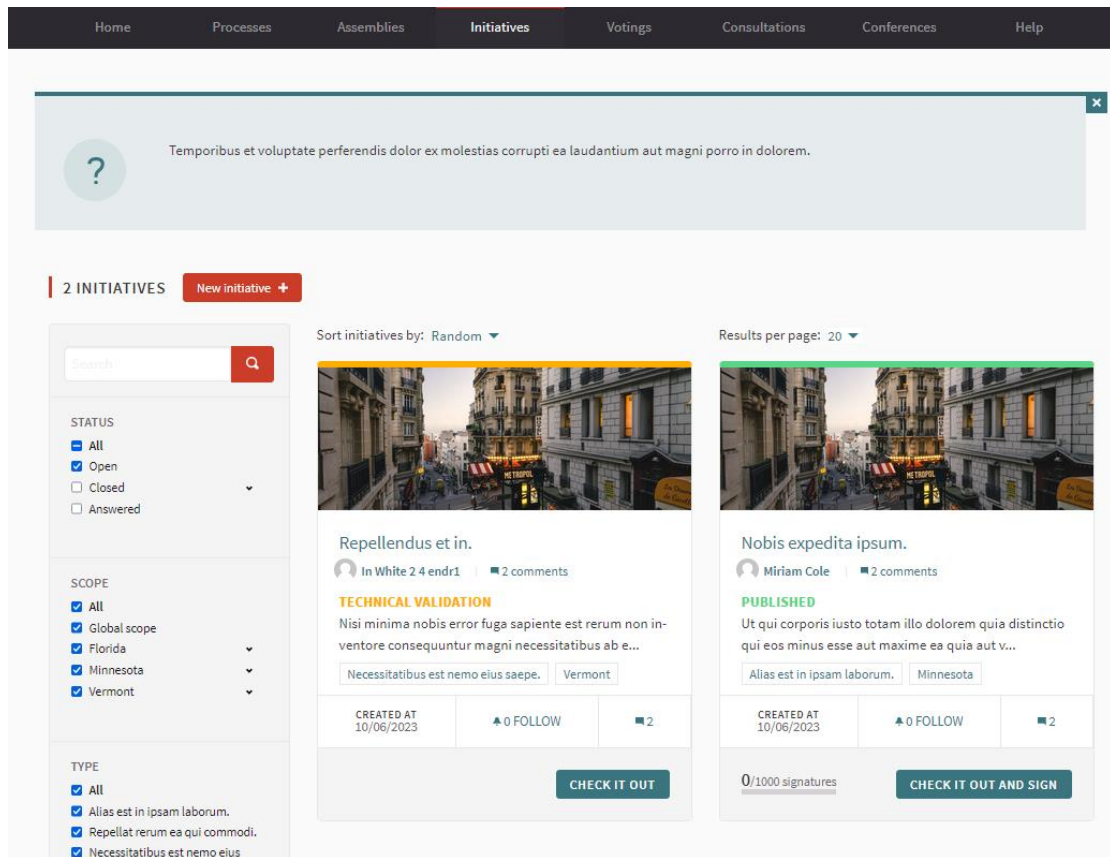 Home Processes Assemblies Initiatives Votings Consultations Conferences Help
×
?
Temporibus et voluptate perferendis dolor ex molestias corrupti ea laudantium aut magni porro in dolorem.
2 INITIATIVES
New initiative +
Search
STATUS
All
Open
Closed
Answered
SCOPE
All
Global scope
Florida
Minnesota
Vermont
TYPE
All
Alias est in ipsam laborum.
Repellat rerum ea qui commodi.
Necessitatibus est nemo eius
Sort initiatives by: Random
Results per page: 20
METROPOL
Repellendus et in.
In White 2 4 endr1
2 comments
TECHNICAL VALIDATION
Nisi minima nobis error fuga sapiente est rerum non in-
ventore consequuntur magni necessitatibus ab e...
Necessitatibus est nemo eius saepe. Vermont
CREATED AT
10/06/2023
0 FOLLOW
2
CHECK IT OUT
METROPOL
Nobis expedita ipsum.
Miriam Cole
2 comments
PUBLISHED
Ut qui corporis iusto totam illo dolorem quia distinctio
qui eos minus esse aut maxime ea quia aut v...
Alias est in ipsam laborum. Minnesota
CREATED AT
10/06/2023
0 FOLLOW
2
0/1000 signatures
CHECK IT OUT AND SIGN